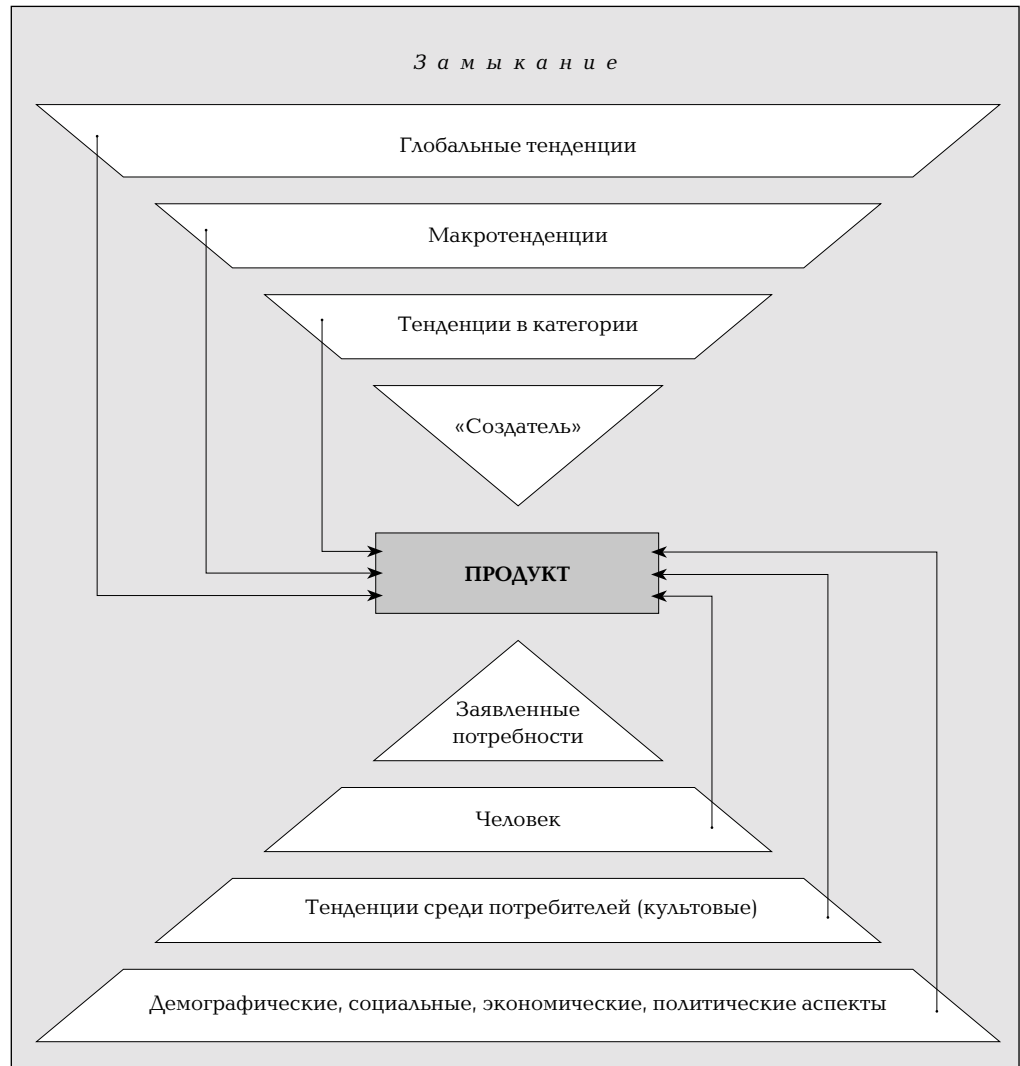 Замыкание
Глобальные тенденции
Макротенденции
Тенденции в категории
«Создатель»
ПРОДУКТ
Заявленные
потребности
Человек
Тенденции среди потребителей (культовые)
Демографические, социальные, экономические, политические аспекты